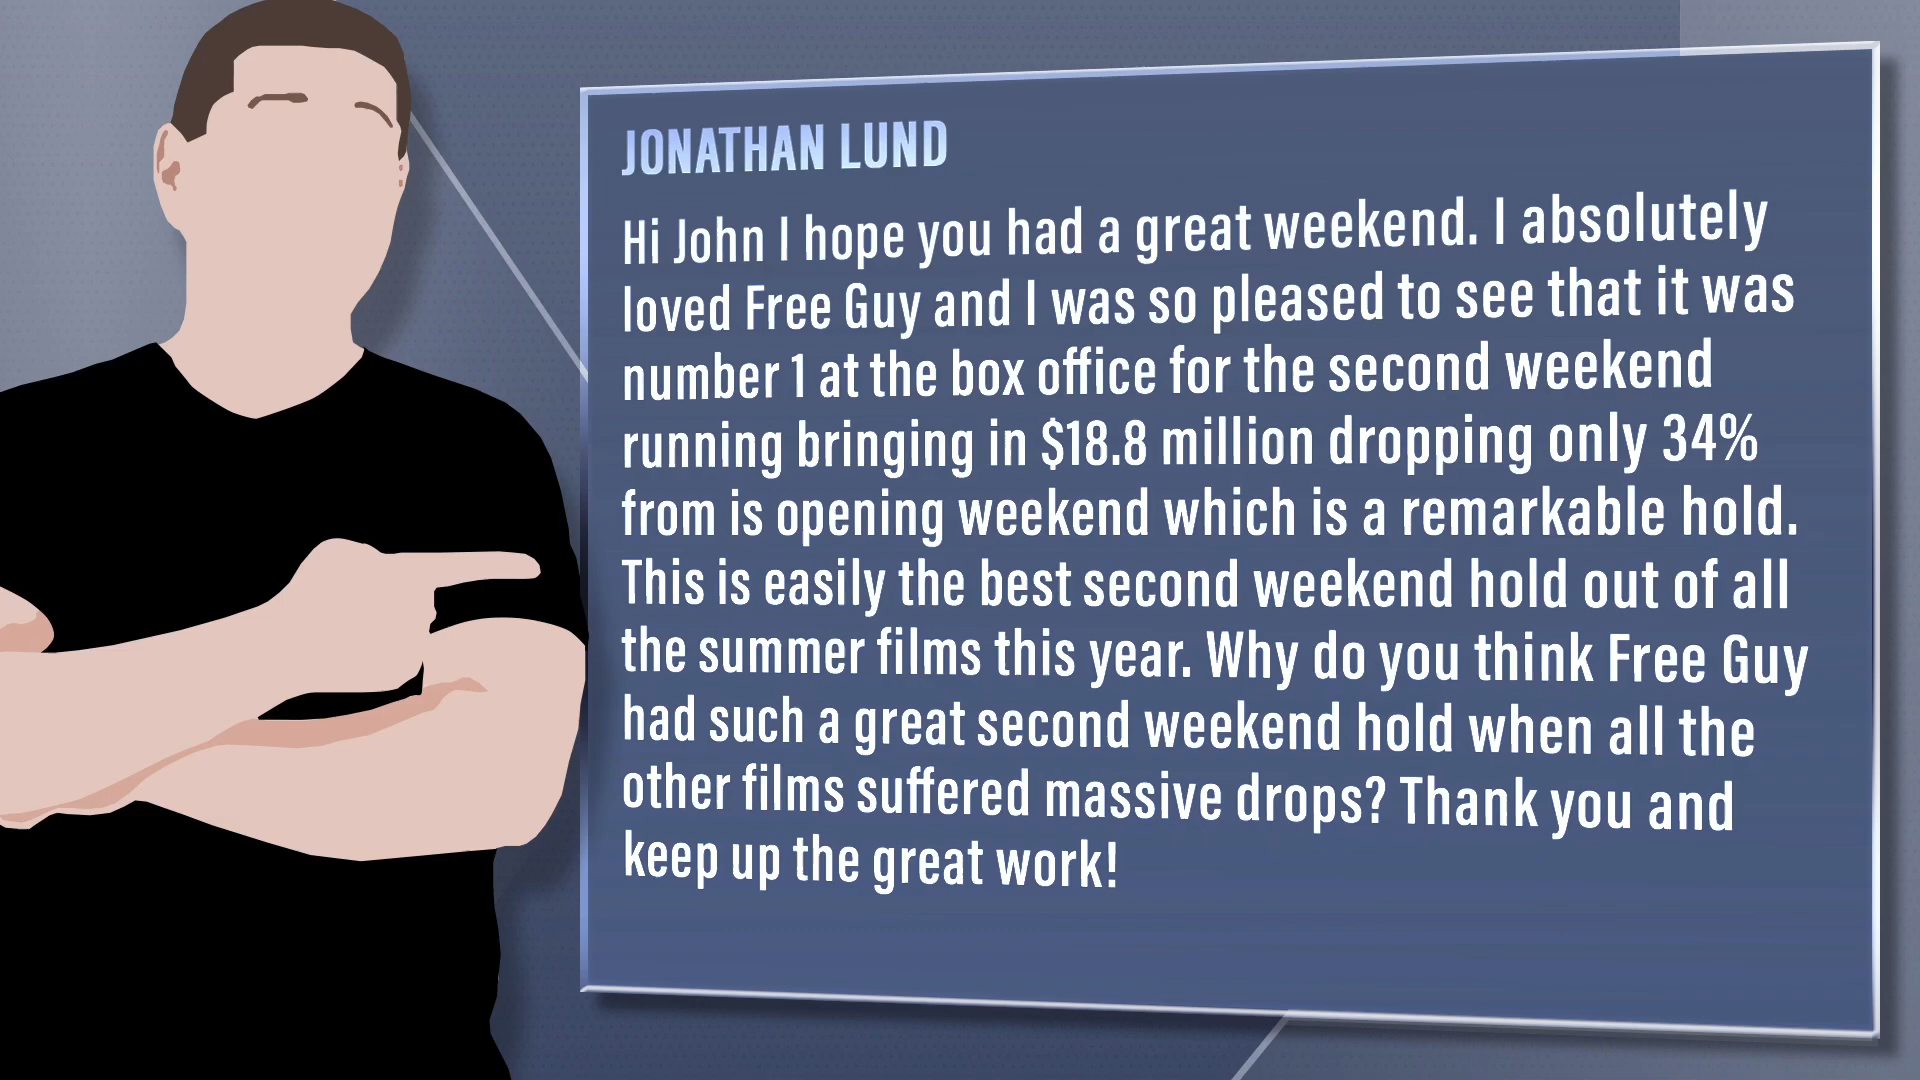 JONATHAN LUND
Hi John I hope you had a great weekend. I absolutely
loved Free Guy and I was so pleased to see that it was
number 1 at the box office for the second weekend
running bringing in $18.8 million dropping only 34%
from is opening weekend which is a remarkable hold.
This is easily the best second weekend hold out of all
the summer films this year. Why do you think Free Guy
had such a great second weekend hold when all the
other films suffered massive drops? Thank you and
keep up the great work!